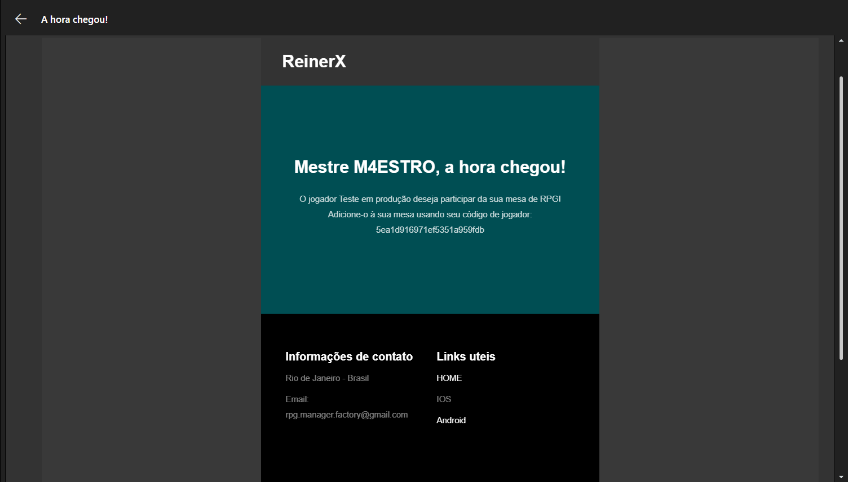 A hora chegou!
ReinerX
Mestre M4ESTRO, a hora chegou!
O jogador Teste em produção deseja participar da sua mesa de RPG!
Adicione-o à sua mesa usando seu código de jogador:
5ea1d916971ef5351a959fdb
Informações de contato
Rio de Janeiro - Brasil
Email:
rpg.manager.factory@gmail.com
Links uteis
HOME
IOS
Android